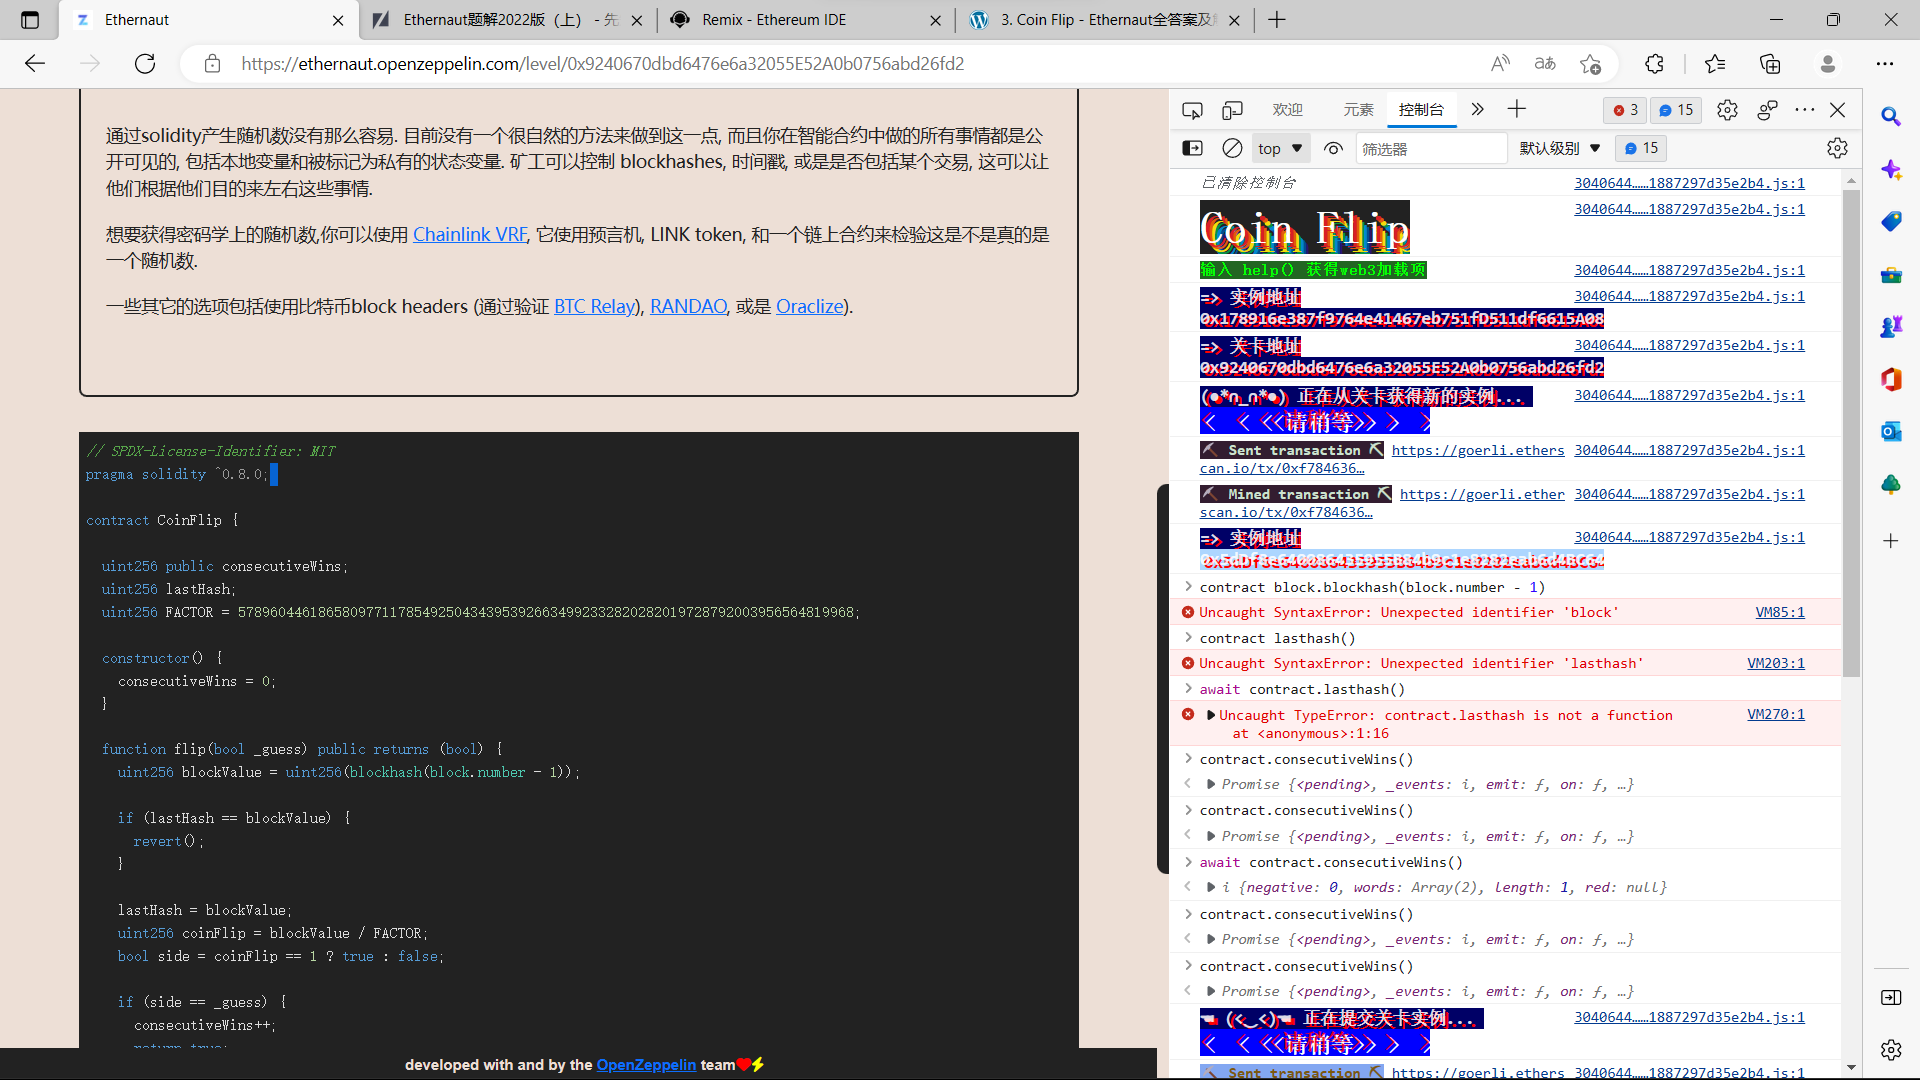 Ethernaut
Ethernaut题解2022版（上） - 先
Remix - Ethereum IDE
3. Coin Flip - Ethernaut全答案及
https://ethernaut.openzeppelin.com/level/0x9240670dbd6476e6a32055E52A0b0756abd26fd2
通过solidity产生随机数没有那么容易. 目前没有一个很自然的方法来做到这一点, 而且你在智能合约中做的所有事情都是公
开可见的, 包括本地变量和被标记为私有的状态变量. 矿工可以控制 blockhashes, 时间戳, 或是是否包括某个交易, 这可以让
他们根据他们目的来左右这些事情.
想要获得密码学上的随机数,你可以使用 Chainlink VRF, 它使用预言机, LINK token, 和一个链上合约来检验这是不是真的是
一个随机数.
一些其它的选项包括使用比特币block headers (通过验证 BTC Relay), RANDAO, 或是 Oraclize).
// SPDX-License-Identifier: MIT
pragma solidity ^0.8.0;
contract CoinFlip {
uint256 public consecutiveWins;
uint256 lastHash;
uint256 FACTOR = 57896044618658097711785492504343953926634992332820282019728792003956564819968;
constructor() {
consecutiveWins = 0;
}
function flip(bool _guess) public returns (bool) {
uint256 blockValue = uint256(blockhash(block.number - 1));
if (lastHash == blockValue) {
revert();
}
lastHash = blockValue;
uint256 coinFlip = blockValue / FACTOR;
bool side = coinFlip == 1 ? true : false;
if (side == _guess) {
consecutiveWins++;
return true;
developed with and by the OpenZeppelin team❤️⚡
欢迎
元素
控制台
3
15
top
筛选器
默认级别
15
已清除控制台 3040644……1887297d35e2b4.js:1
Coin Flip 3040644……1887297d35e2b4.js:1
输入 help() 获得web3加载项 3040644……1887297d35e2b4.js:1
=> 实例地址 3040644……1887297d35e2b4.js:1
0x178916e387f9764e41467eb751fD511df6615A08
=> 关卡地址 3040644……1887297d35e2b4.js:1
0x9240670dbd6476e6a32055E52A0b0756abd26fd2
(●*∩_∩*●) 正在从关卡获得新的实例... 3040644……1887297d35e2b4.js:1
< < <<请稍等>> > >
⛏ Sent transaction ⛏ https://goerli.ethers 3040644……1887297d35e2b4.js:1
can.io/tx/0xf784636…
⛏ Mined transaction ⛏ https://goerli.ether 3040644……1887297d35e2b4.js:1
scan.io/tx/0xf784636…
=> 实例地址 3040644……1887297d35e2b4.js:1
contract block.blockhash(block.number - 1)
Uncaught SyntaxError: Unexpected identifier 'block' VM85:1
contract lasthash()
Uncaught SyntaxError: Unexpected identifier 'lasthash' VM203:1
await contract.lasthash()
Uncaught TypeError: contract.lasthash is not a function VM270:1
at <anonymous>:1:16
contract.consecutiveWins()
Promise {<pending>, _events: i, emit: ƒ, on: ƒ, …}
contract.consecutiveWins()
Promise {<pending>, _events: i, emit: ƒ, on: ƒ, …}
await contract.consecutiveWins()
i {negative: 0, words: Array(2), length: 1, red: null}
contract.consecutiveWins()
Promise {<pending>, _events: i, emit: ƒ, on: ƒ, …}
contract.consecutiveWins()
Promise {<pending>, _events: i, emit: ƒ, on: ƒ, …}
☚ (<‿<)☚ 正在提交关卡实例... 3040644……1887297d35e2b4.js:1
< < <<请稍等>> > >
Sent transaction ⛏ https://goerli.ethers 3040644……1887297d35e2b4.js:1